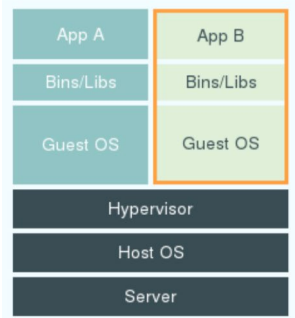 App A
App B
Bins/Libs
Bins/Libs
Guest OS
Guest OS
Hypervisor
Host OS
Server